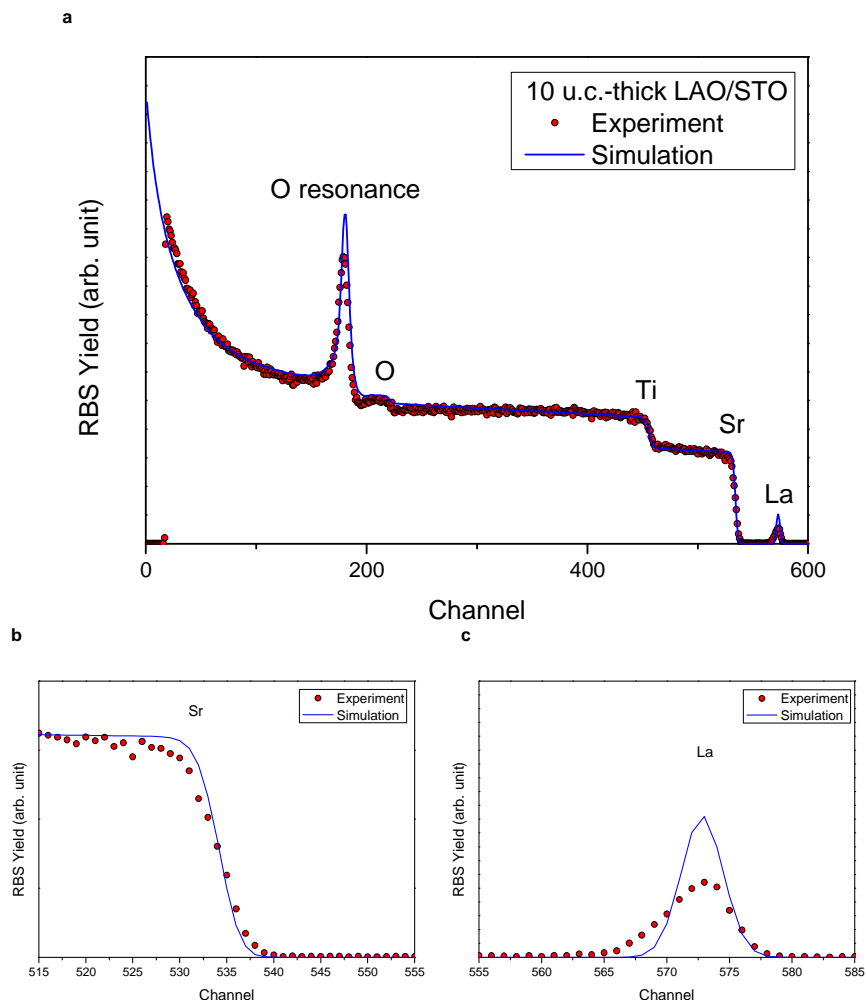 a
10 u.c.-thick LAO/STO
Experiment
Simulation
O resonance
O
Ti
Sr
La
RBS Yield (arb. unit)
0 200 400 600
Channel
b
Experiment
Simulation
Sr
RBS Yield (arb. unit)
515 520 525 530 535 540 545 550 555
Channel
c
Experiment
Simulation
La
RBS Yield (arb. unit)
555 560 565 570 575 580 585
Channel